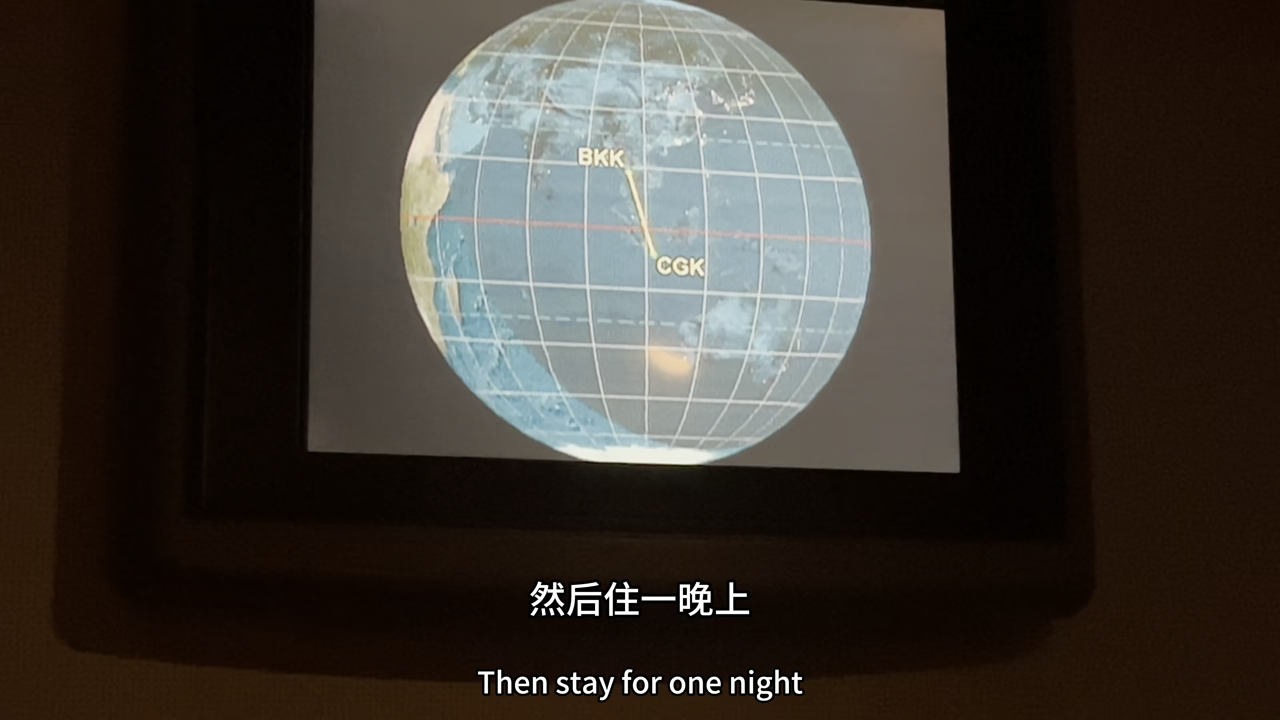 BKK
CGK
然后住一晚上
Then stay for one night